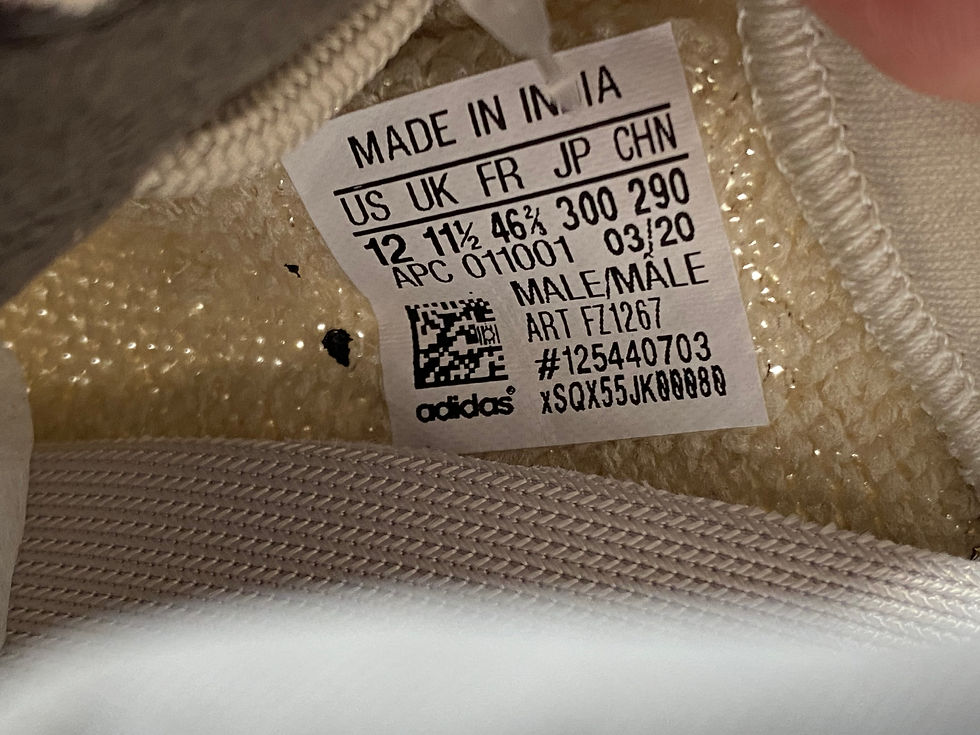 MADE IN INDIA
US UK FR JP CHN
12 11½ 46⅔ 300 290
APC 011001 03/20
MALE/MÂLE
ART FZ1267
#125440703
xSQX55JK00080
adidas®